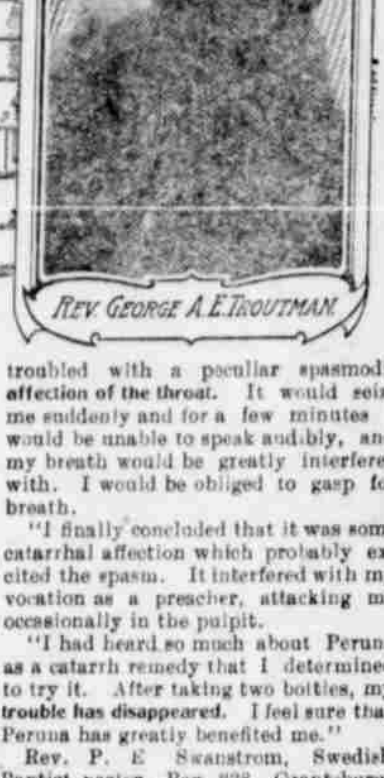 REV. GEORGE A. E. TROUTMAN.
troubled with a peculiar spasmod
affection of the throat. It would seiz
me suddenly and for a few minutes
would be unable to speak audibly, an
my breath would be greatly interfere
with. I would be obliged to gasp fo
breath.
"I finally concluded that it was som
catarrhal affection which probably ex
cited the spasm. It interfered with m
vocation as a preacher, attacking m
occasionally in the pulpit.
"I had heard so much about Perun
as a catarrh remedy that I determine
to try it. After taking two bottles, my
trouble has disappeared. I feel sure tha
Peruna has greatly benefited me."
Rev. P. E Swanstrom, Swedis
Baptist pastor, Box